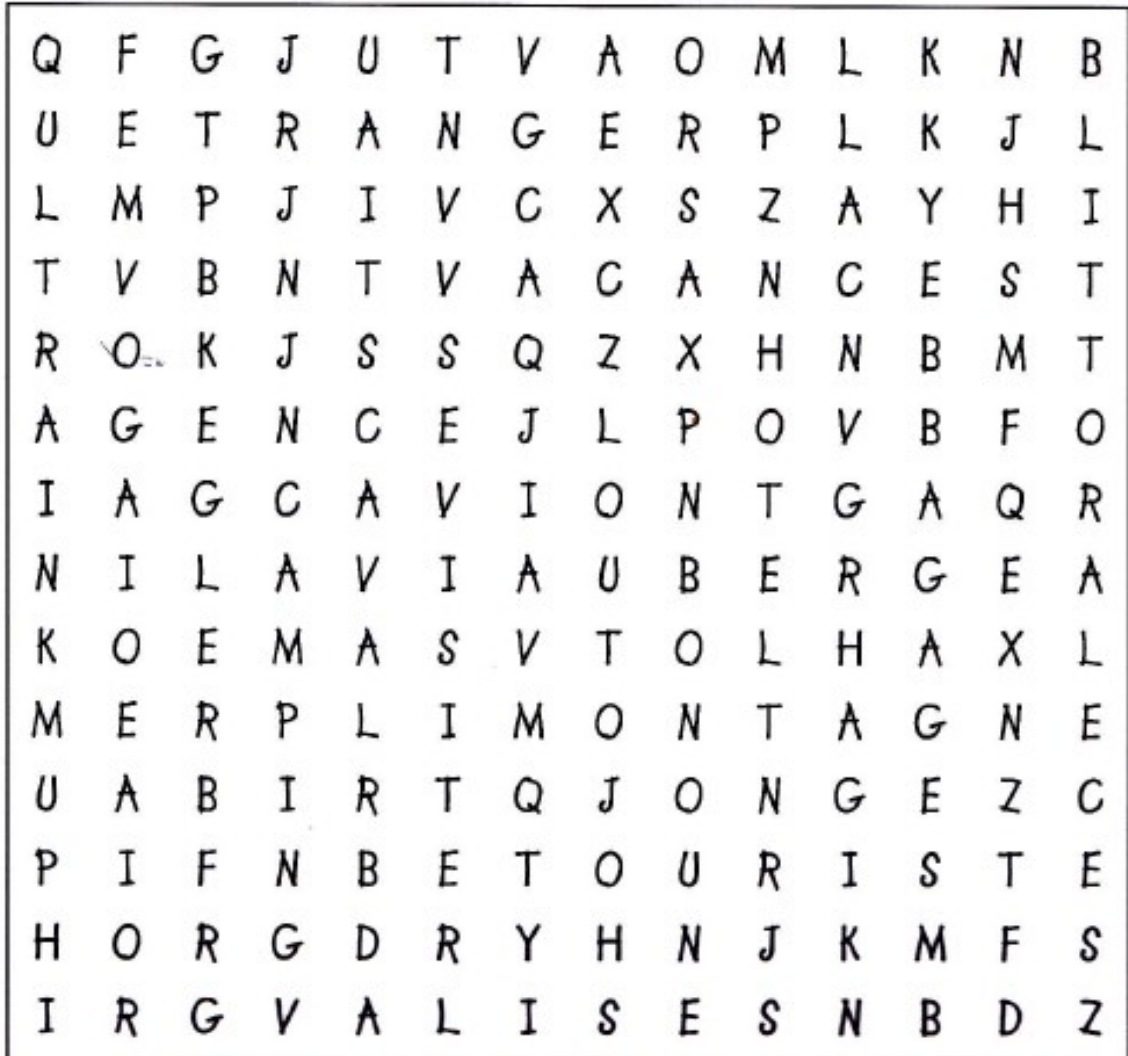 Q F G J U T V A O M L K N B
U E T R A N G E R P L K J L
L M P J I V C X S Z A Y H I
T V B N T V A C A N C E S T
R O K J S S Q Z X H N B M T
A G E N C E J L P O V B F O
I A G C A V I O N T G A Q R
N I L A V I A U B E R G E A
K O E M A S V T O L H A X L
M E R P L I M O N T A G N E
U A B I R T Q J O N G E Z C
P I F N B E T O U R I S T E
H O R G D R Y H N J K M F S
I R G V A L I S E S N B D Z